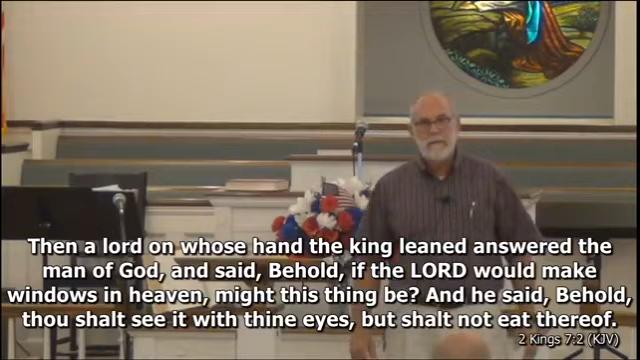 Then a lord on whose hand the king leaned answered the
man of God, and said, Behold, if the LORD would make
windows in heaven, might this thing be? And he said, Behold,
thou shalt see it with thine eyes, but shalt not eat thereof.
2 Kings 7:2 (KJV)